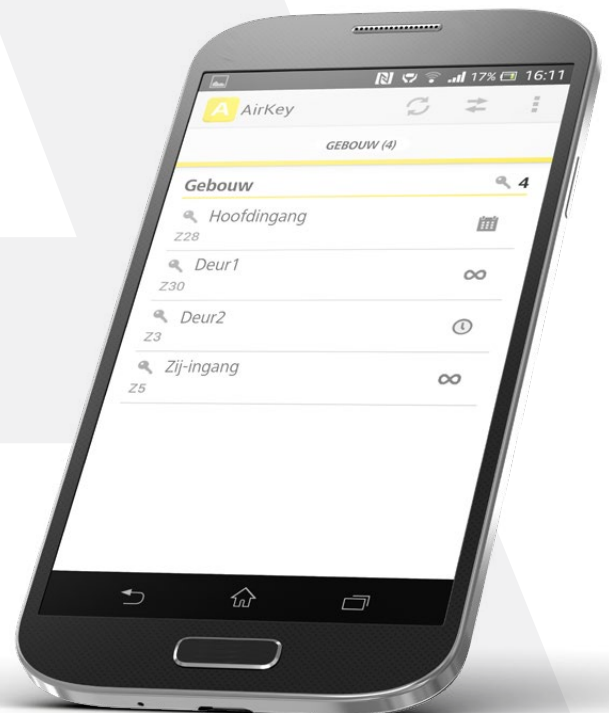 17% 16:11
A AirKey
GEBOUW (4)
Gebouw 4
Hoofdingang
Z28
Deur1
Z30
Deur2
Z3
Zij-ingang
Z5